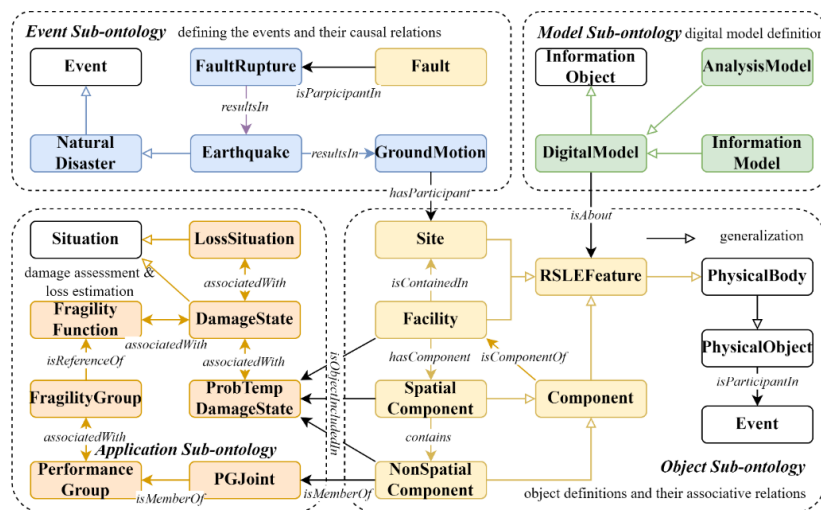 Event Sub-ontology defining the events and their causal relations
Event
FaultRupture
Fault
isParpicipantIn
resultsIn
Natural
Disaster
Earthquake
resultsIn
GroundMotion
hasParticipant
Model Sub-ontology digital model definition
Information
Object
AnalysisModel
DigitalModel
Information
Model
isAbout
Situation
LossSituation
damage assessment &
loss estimation
associatedWith
Fragility
Function
DamageState
associatedWith
isReferenceOf
associatedWith
FragilityGroup
ProbTemp
DamageState
associatedWith
Application Sub-ontology
Performance
Group
PGJoint
isMemberOf
isMemberOf
isObjectIncludedIn
Site
generalization
RSLEFeature
PhysicalBody
isContainedIn
Facility
hasComponent
isComponentOf
PhysicalObject
isParticipantIn
Spatial
Component
Component
Event
contains
NonSpatial
Component
Object Sub-ontology
object definitions and their associative relations